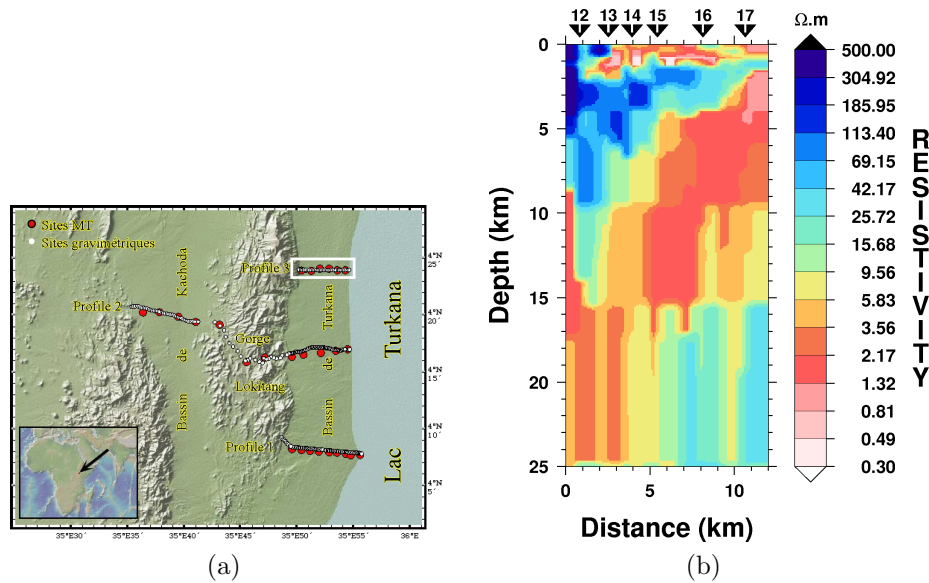 Sites MT
Sites gravimétriques
Profile 3
Profile 2
Profile 1
Kachoda
de
Bassin
Gorge
Lokitang
Turkana
de
Bassin
Lac Turkana
4°N
25'
4°N
20'
4°N
15'
4°N
10'
4°N
5'
35°E30'
35°E35'
35°E40'
35°E45'
35°E50'
35°E55'
36°E
(a)
12 13 14 15 16 17
0
5
10
15
20
25
Depth (km)
0 5 10
Distance (km)
Ω.m
500.00
304.92
185.95
113.40
69.15
42.17
25.72
15.68
9.56
5.83
3.56
2.17
1.32
0.81
0.49
0.30
RESISTIVITY
(b)